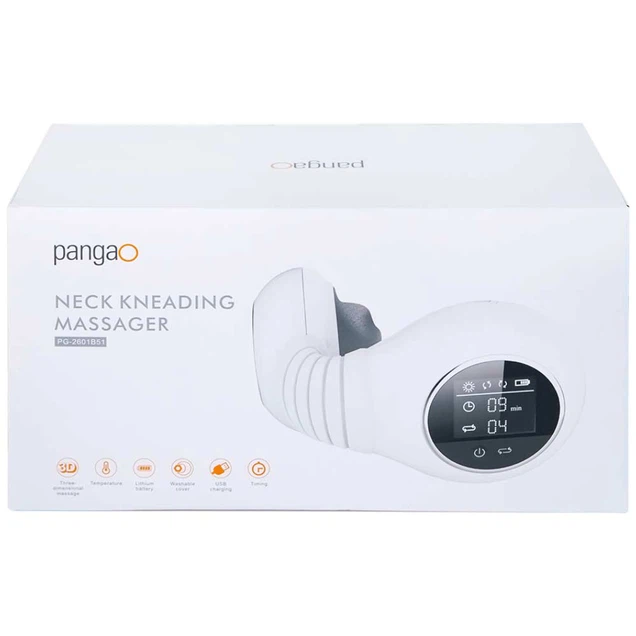 pangao
pangao
NECK KNEADING
MASSAGER
PG-2601B51
09 min
04
3D
Three-
dimensional
massage
Temperature
Lithium
battery
Washable
cover
USB
charging
Timing